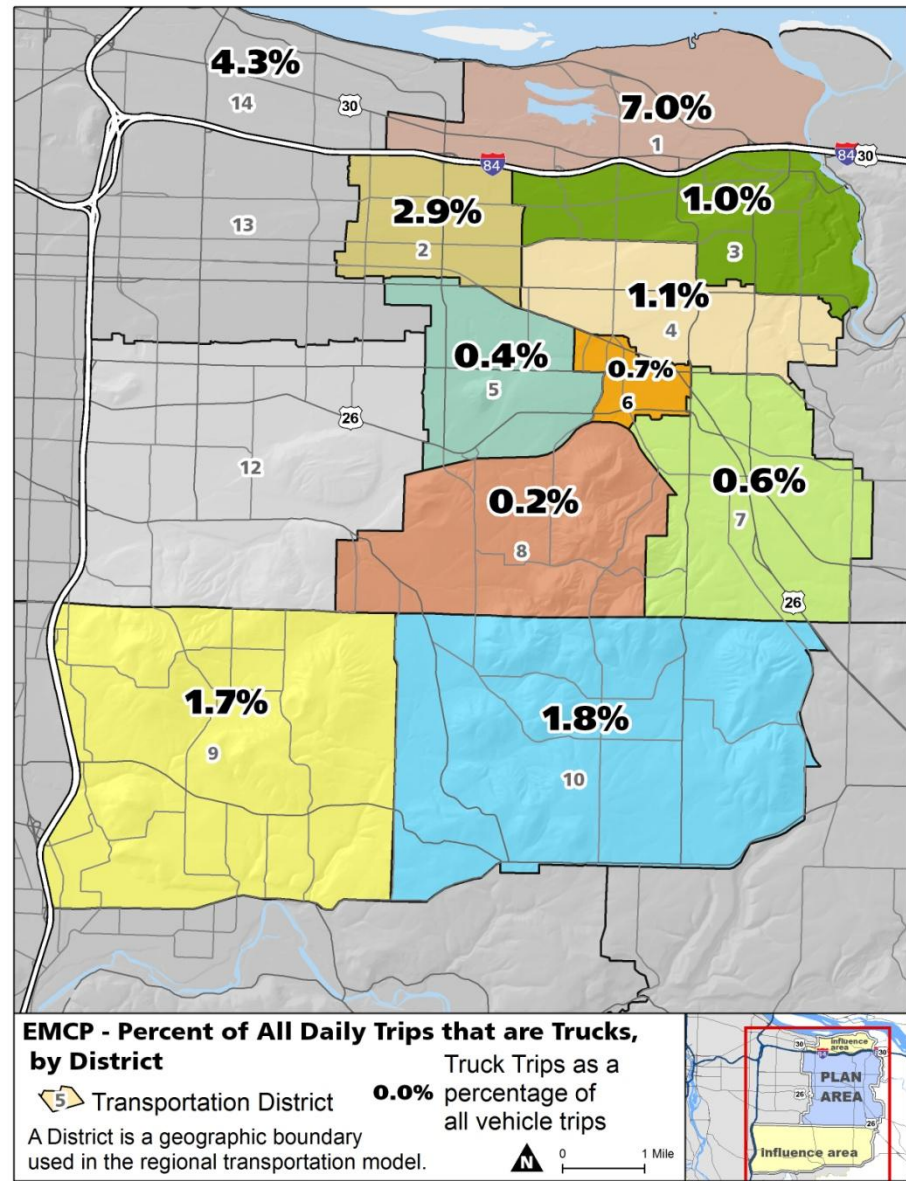 4.3%
14
30
7.0%
1
84
84
30
2.9%
2
1.0%
3
13
1.1%
4
0.4%
5
0.7%
6
26
12
0.2%
8
0.6%
7
26
1.7%
9
1.8%
10
EMCP - Percent of All Daily Trips that are Trucks,
by District
5 Transportation District
A District is a geographic boundary
used in the regional transportation model.
0.0% Truck Trips as a
percentage of
all vehicle trips
N
0 1 Mile
30
Influence
area
84
30
PLAN
AREA
26
26
Influence area